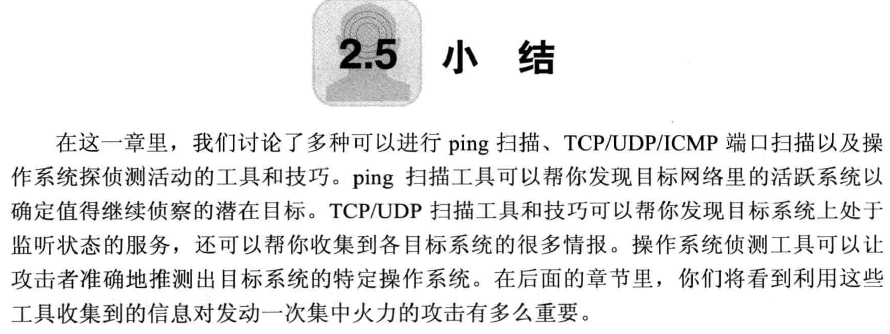 2.5 小 结
在这一章里，我们讨论了多种可以进行 ping 扫描、TCP/UDP/ICMP 端口扫描以及操
作系统探侦测活动的工具和技巧。ping 扫描工具可以帮你发现目标网络里的活跃系统以
确定值得继续侦察的潜在目标。TCP/UDP 扫描工具和技巧可以帮你发现目标系统上处于
监听状态的服务，还可以帮你收集到各目标系统的很多情报。操作系统侦测工具可以让
攻击者准确地推测出目标系统的特定操作系统。在后面的章节里，你们将看到利用这些
工具收集到的信息对发动一次集中火力的攻击有多么重要。